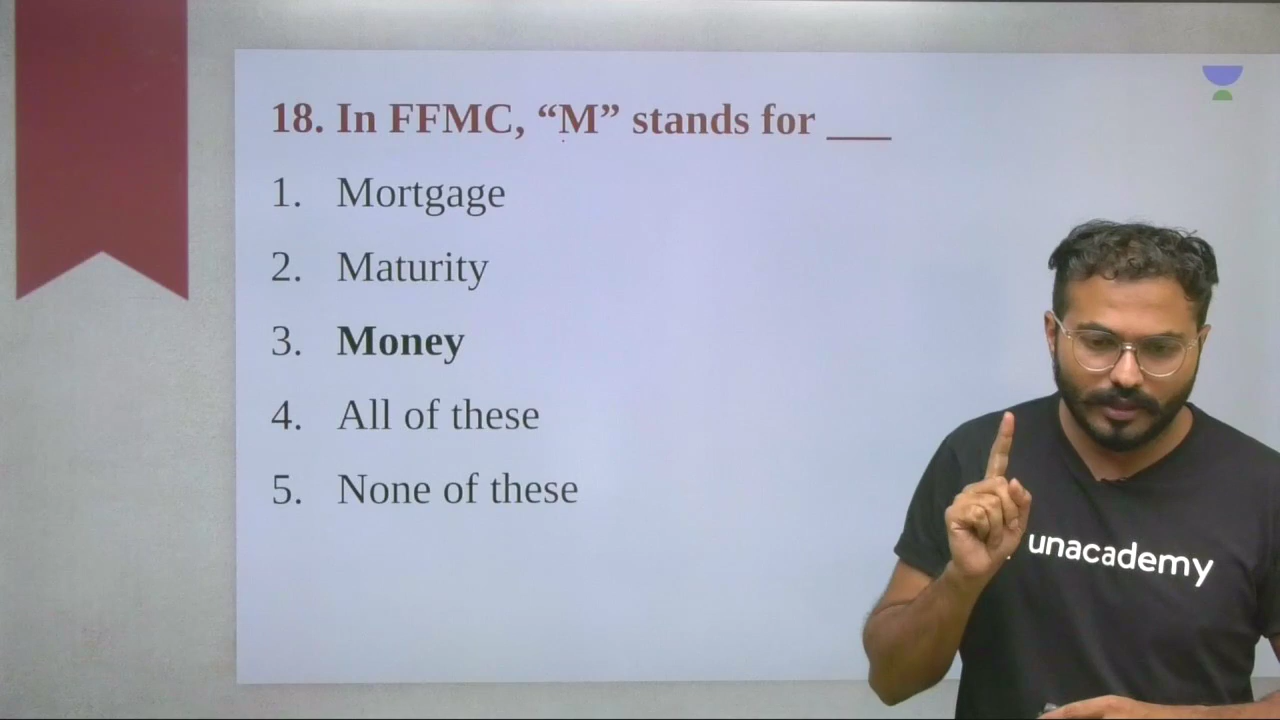 18. In FFMC, “M” stands for ___
1. Mortgage
2. Maturity
3. Money
4. All of these
5. None of these
unacademy